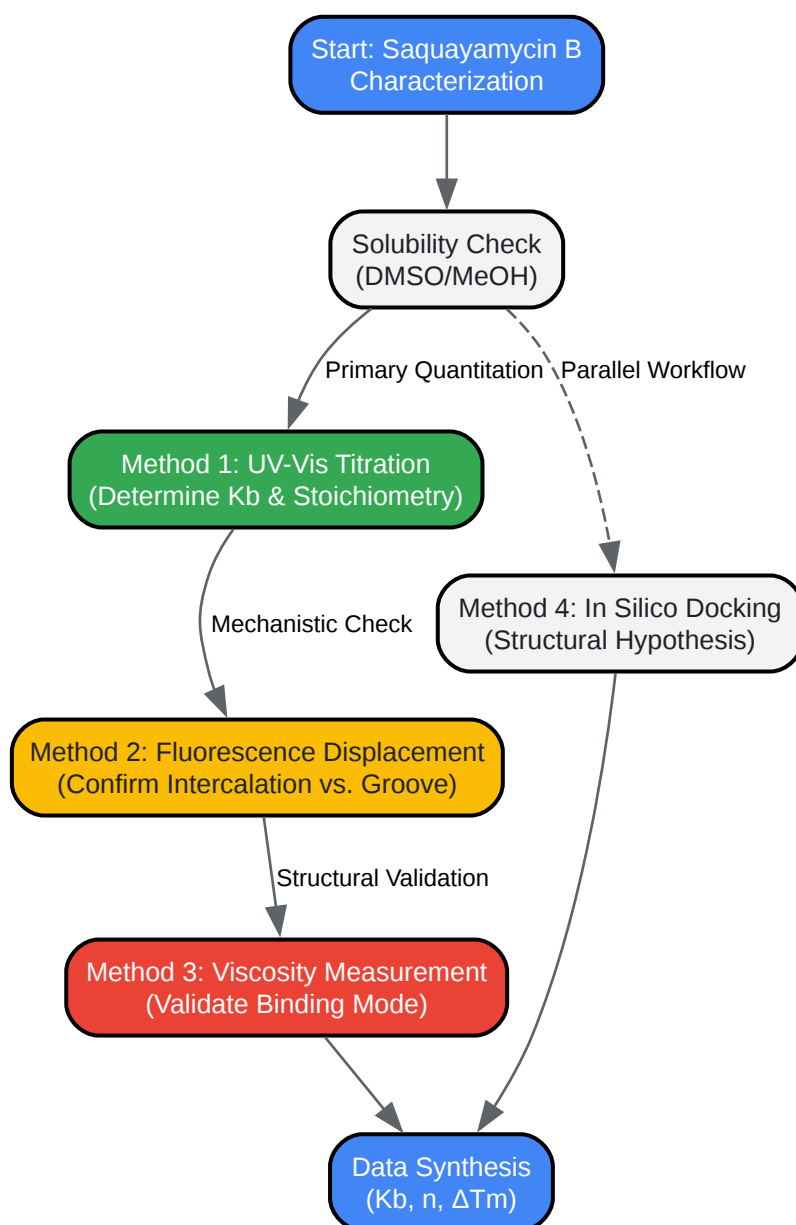 Start: Saquayamycin B
Characterization
Solubility Check
(DMSO/MeOH)
Primary Quantitation
Parallel Workflow
Method 1: UV-Vis Titration
(Determine Kb & Stoichiometry)
Method 4: In Silico Docking
(Structural Hypothesis)
Mechanistic Check
Method 2: Fluorescence Displacement
(Confirm Intercalation vs. Groove)
Structural Validation
Method 3: Viscosity Measurement
(Validate Binding Mode)
Data Synthesis
(Kb, n, ΔTm)